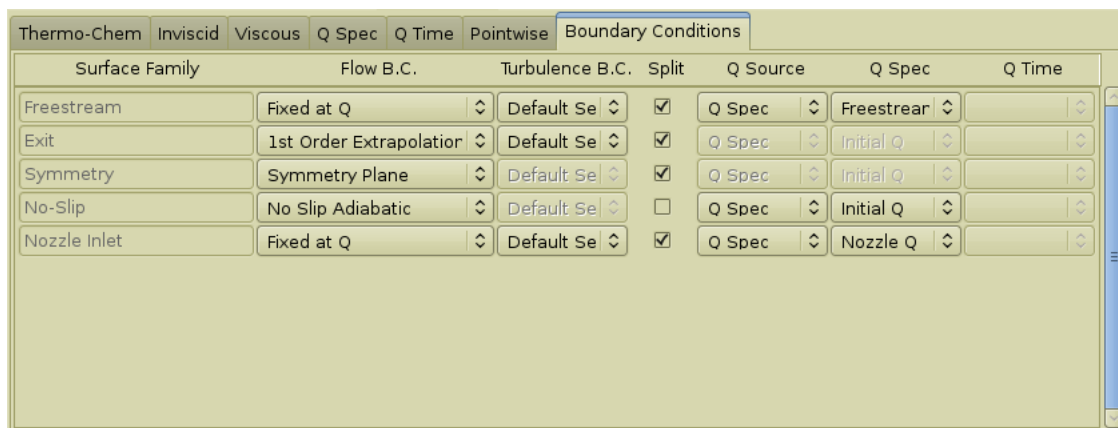 Thermo-Chem Inviscid Viscous Q Spec Q Time Pointwise Boundary Conditions
Surface Family Flow B.C. Turbulence B.C. Split Q Source Q Spec Q Time
Freestream Fixed at Q Default Se Q Spec Freestrear
Exit 1st Order Extrapolatior Default Se Q Spec Initial Q
Symmetry Symmetry Plane Default Se Q Spec Initial Q
No-Slip No Slip Adiabatic Default Se Q Spec Initial Q
Nozzle Inlet Fixed at Q Default Se Q Spec Nozzle Q